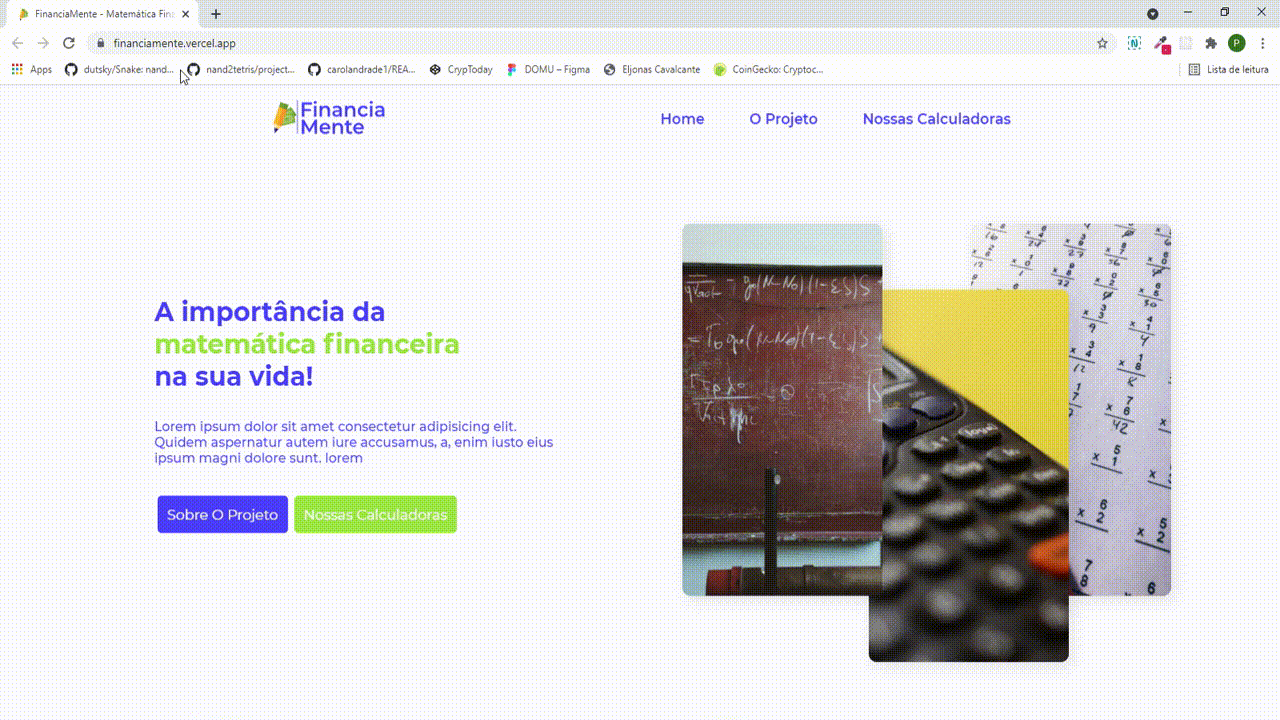 FinanciaMente - Matemática Fin
financiamente.vercel.app
P
Apps
dutsky/Snake: nand...
nand2tetris/project...
carolandrade1/REA...
CrypToday
DOMU – Figma
Eljonas Cavalcante
CoinGecko: Cryptoc...
Lista de leitura
Financia
Mente
Home
O Projeto
Nossas Calculadoras
A importância da
matemática financeira
na sua vida!
Lorem ipsum dolor sit amet consectetur adipisicing elit.
Quidem aspernatur autem iure accusamus, a, enim iusto eius
ipsum magni dolore sunt. lorem
Sobre O Projeto
Nossas Calculadoras